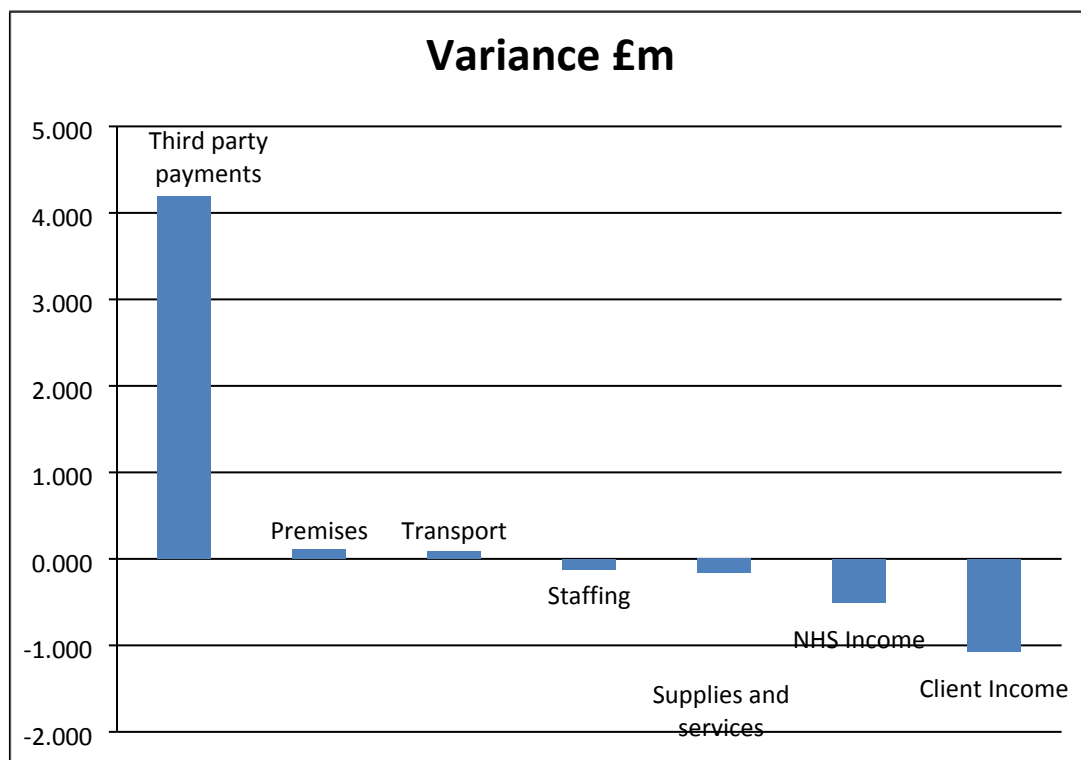 Variance £m
5.000
Third party
payments
4.000
3.000
2.000
1.000
Premises
Transport
0.000
Staffing
NHS Income
-1.000
Supplies and
services
Client Income
-2.000